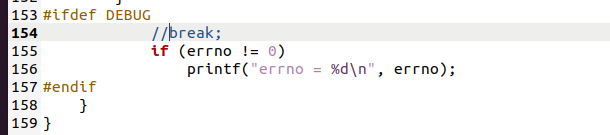 153 #ifdef DEBUG
154 //break;
155 if (errno != 0)
156 printf("errno = %d\n", errno);
157 #endif
158 }
159 }